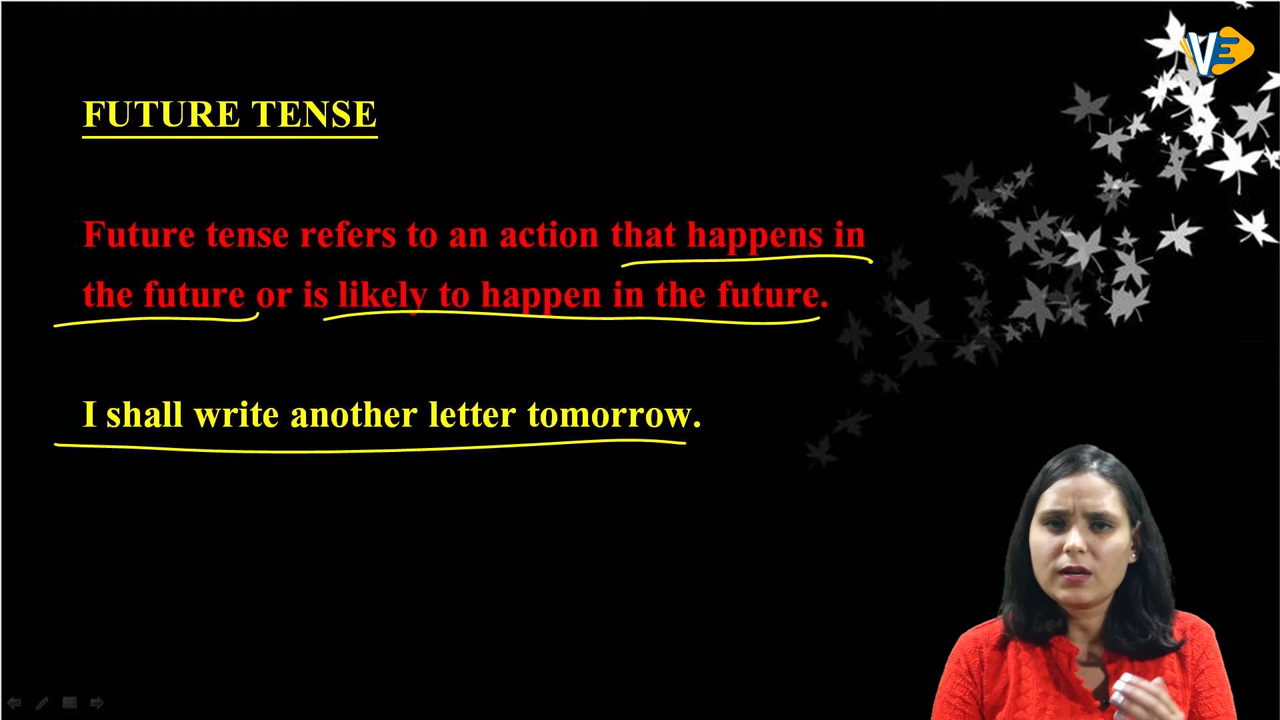 VE
FUTURE TENSE
Future tense refers to an action that happens in
the future or is likely to happen in the future.
I shall write another letter tomorrow.